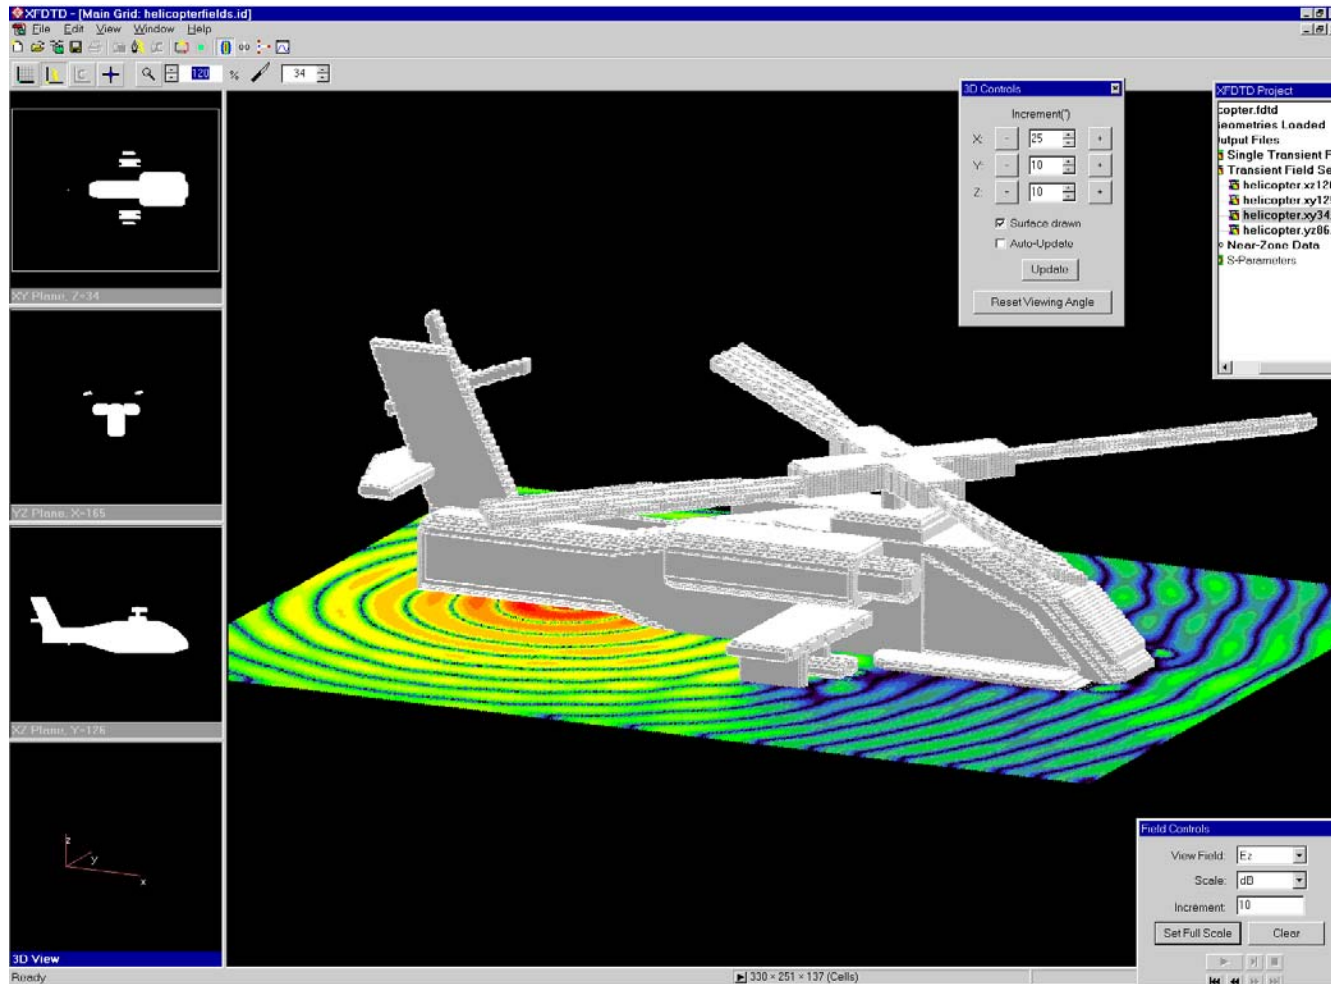 XFDTD - [Main Grid: helicopterfields.id]
File Edit View Window Help
120 % 34
3D Controls
Increment(°)
X: - 25 +
Y: - 10 +
Z: - 10 +
Surface drawn
Auto-Update
Update
Reset Viewing Angle
XFDTD Project
copter.fdtd
eometries Loaded
utput Files
Single Transient F
Transient Field Se
helicopter.xz126
helicopter.xy129
helicopter.xy34.
helicopter.yz86.
Near-Zone Data
S-Parameters
XY Plane, Z=34
YZ Plane, X=165
XZ Plane, Y=126
z
y
x
3D View
Field Controls
View Field: Ez
Scale: dB
Increment: 10
Set Full Scale Clear
Ready
330 × 251 × 137 (Cells)